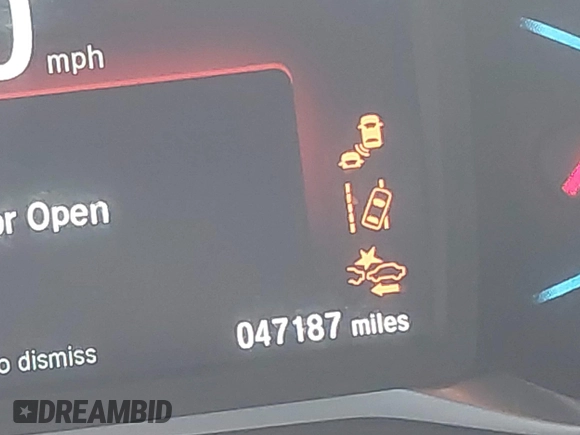 mph
Open
047187 miles
dismiss
DREAMBID